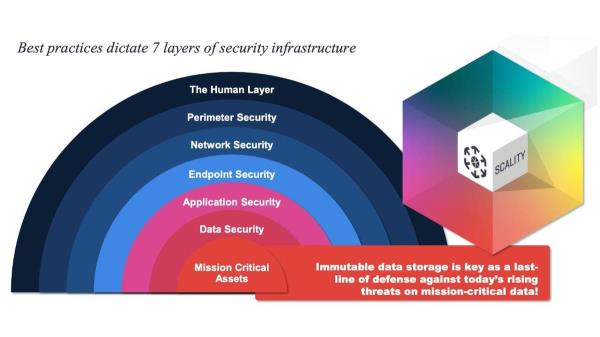 Best practices dictate 7 layers of security infrastructure
The Human Layer
Perimeter Security
Network Security
Endpoint Security
Application Security
Data Security
Mission Critical
Assets
SCALITY
Immutable data storage is key as a last-
line of defense against today's rising
threats on mission-critical data!